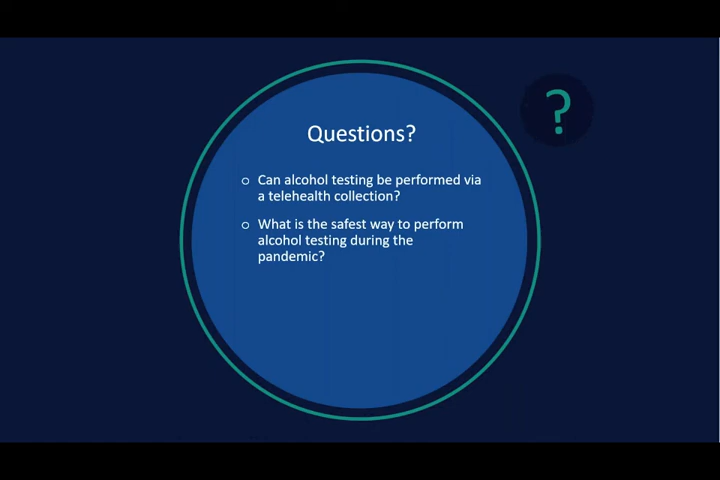 ?
Questions?
○ Can alcohol testing be performed via
a telehealth collection?
○ What is the safest way to perform
alcohol testing during the
pandemic?